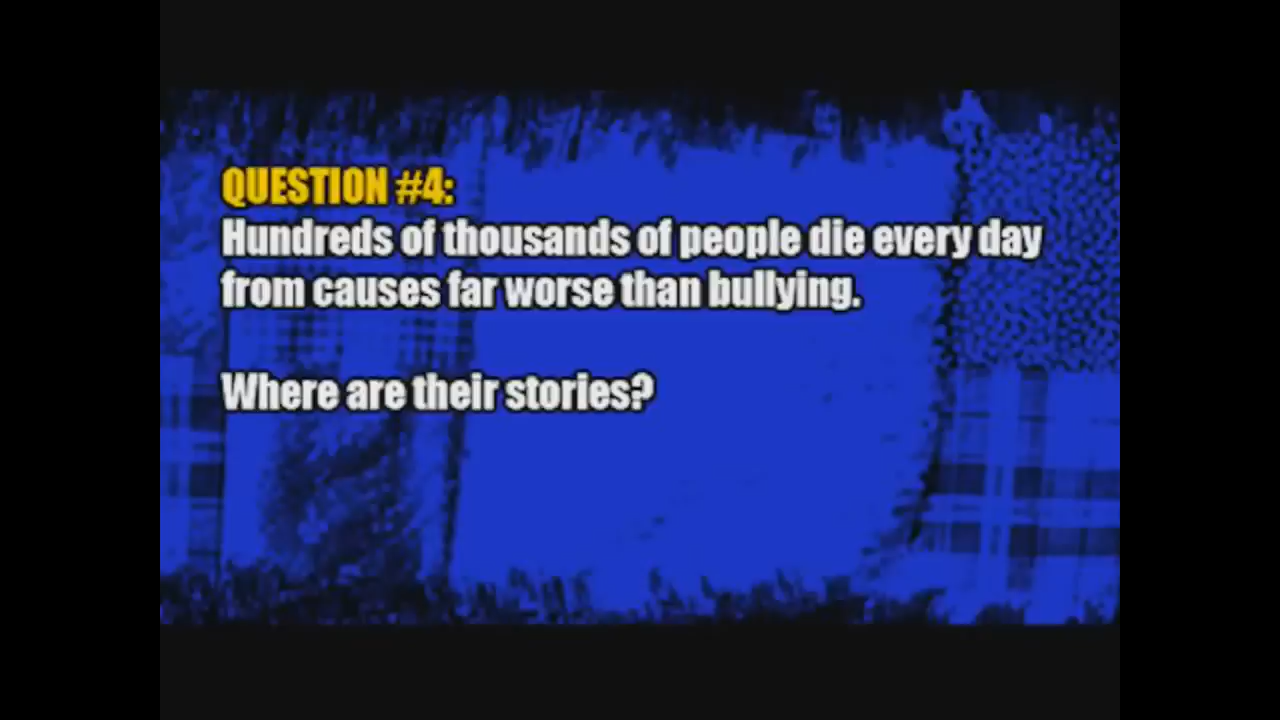 QUESTION #4:
Hundreds of thousands of people die every day
from causes far worse than bullying.
Where are their stories?